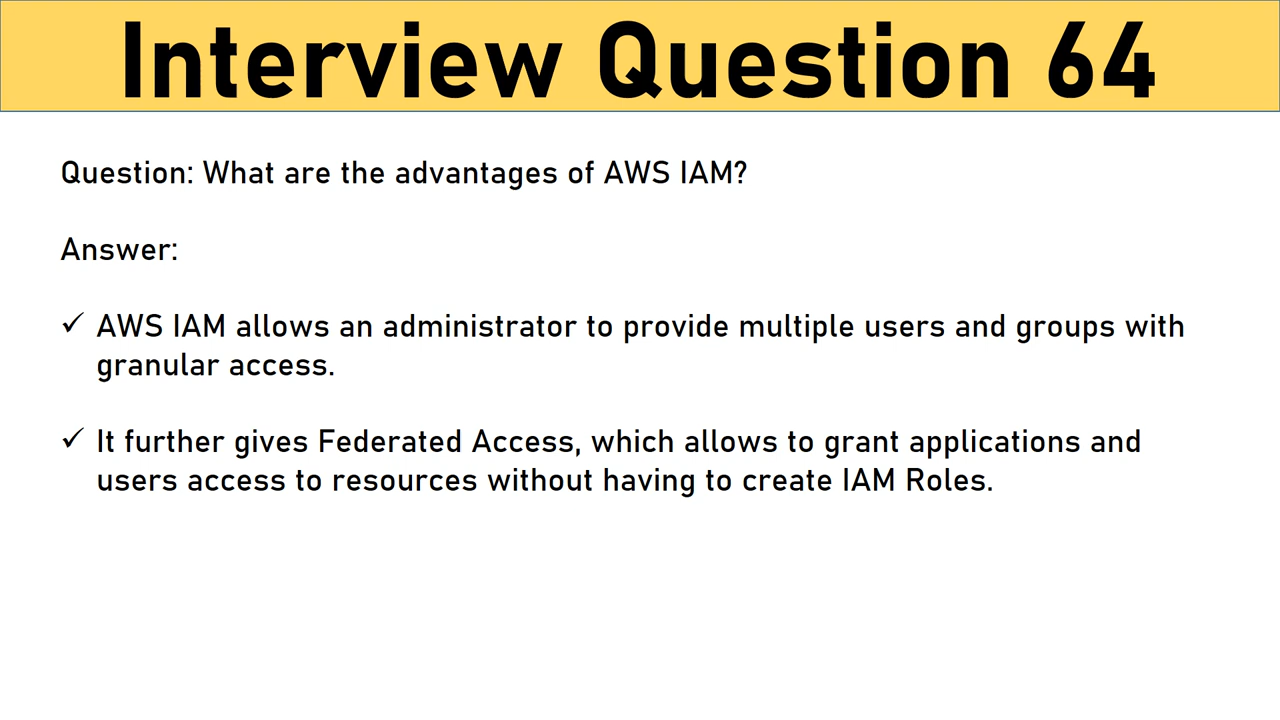 Interview Question 64
Question: What are the advantages of AWS IAM?
Answer:
✓ AWS IAM allows an administrator to provide multiple users and groups with
granular access.
✓ It further gives Federated Access, which allows to grant applications and
users access to resources without having to create IAM Roles.